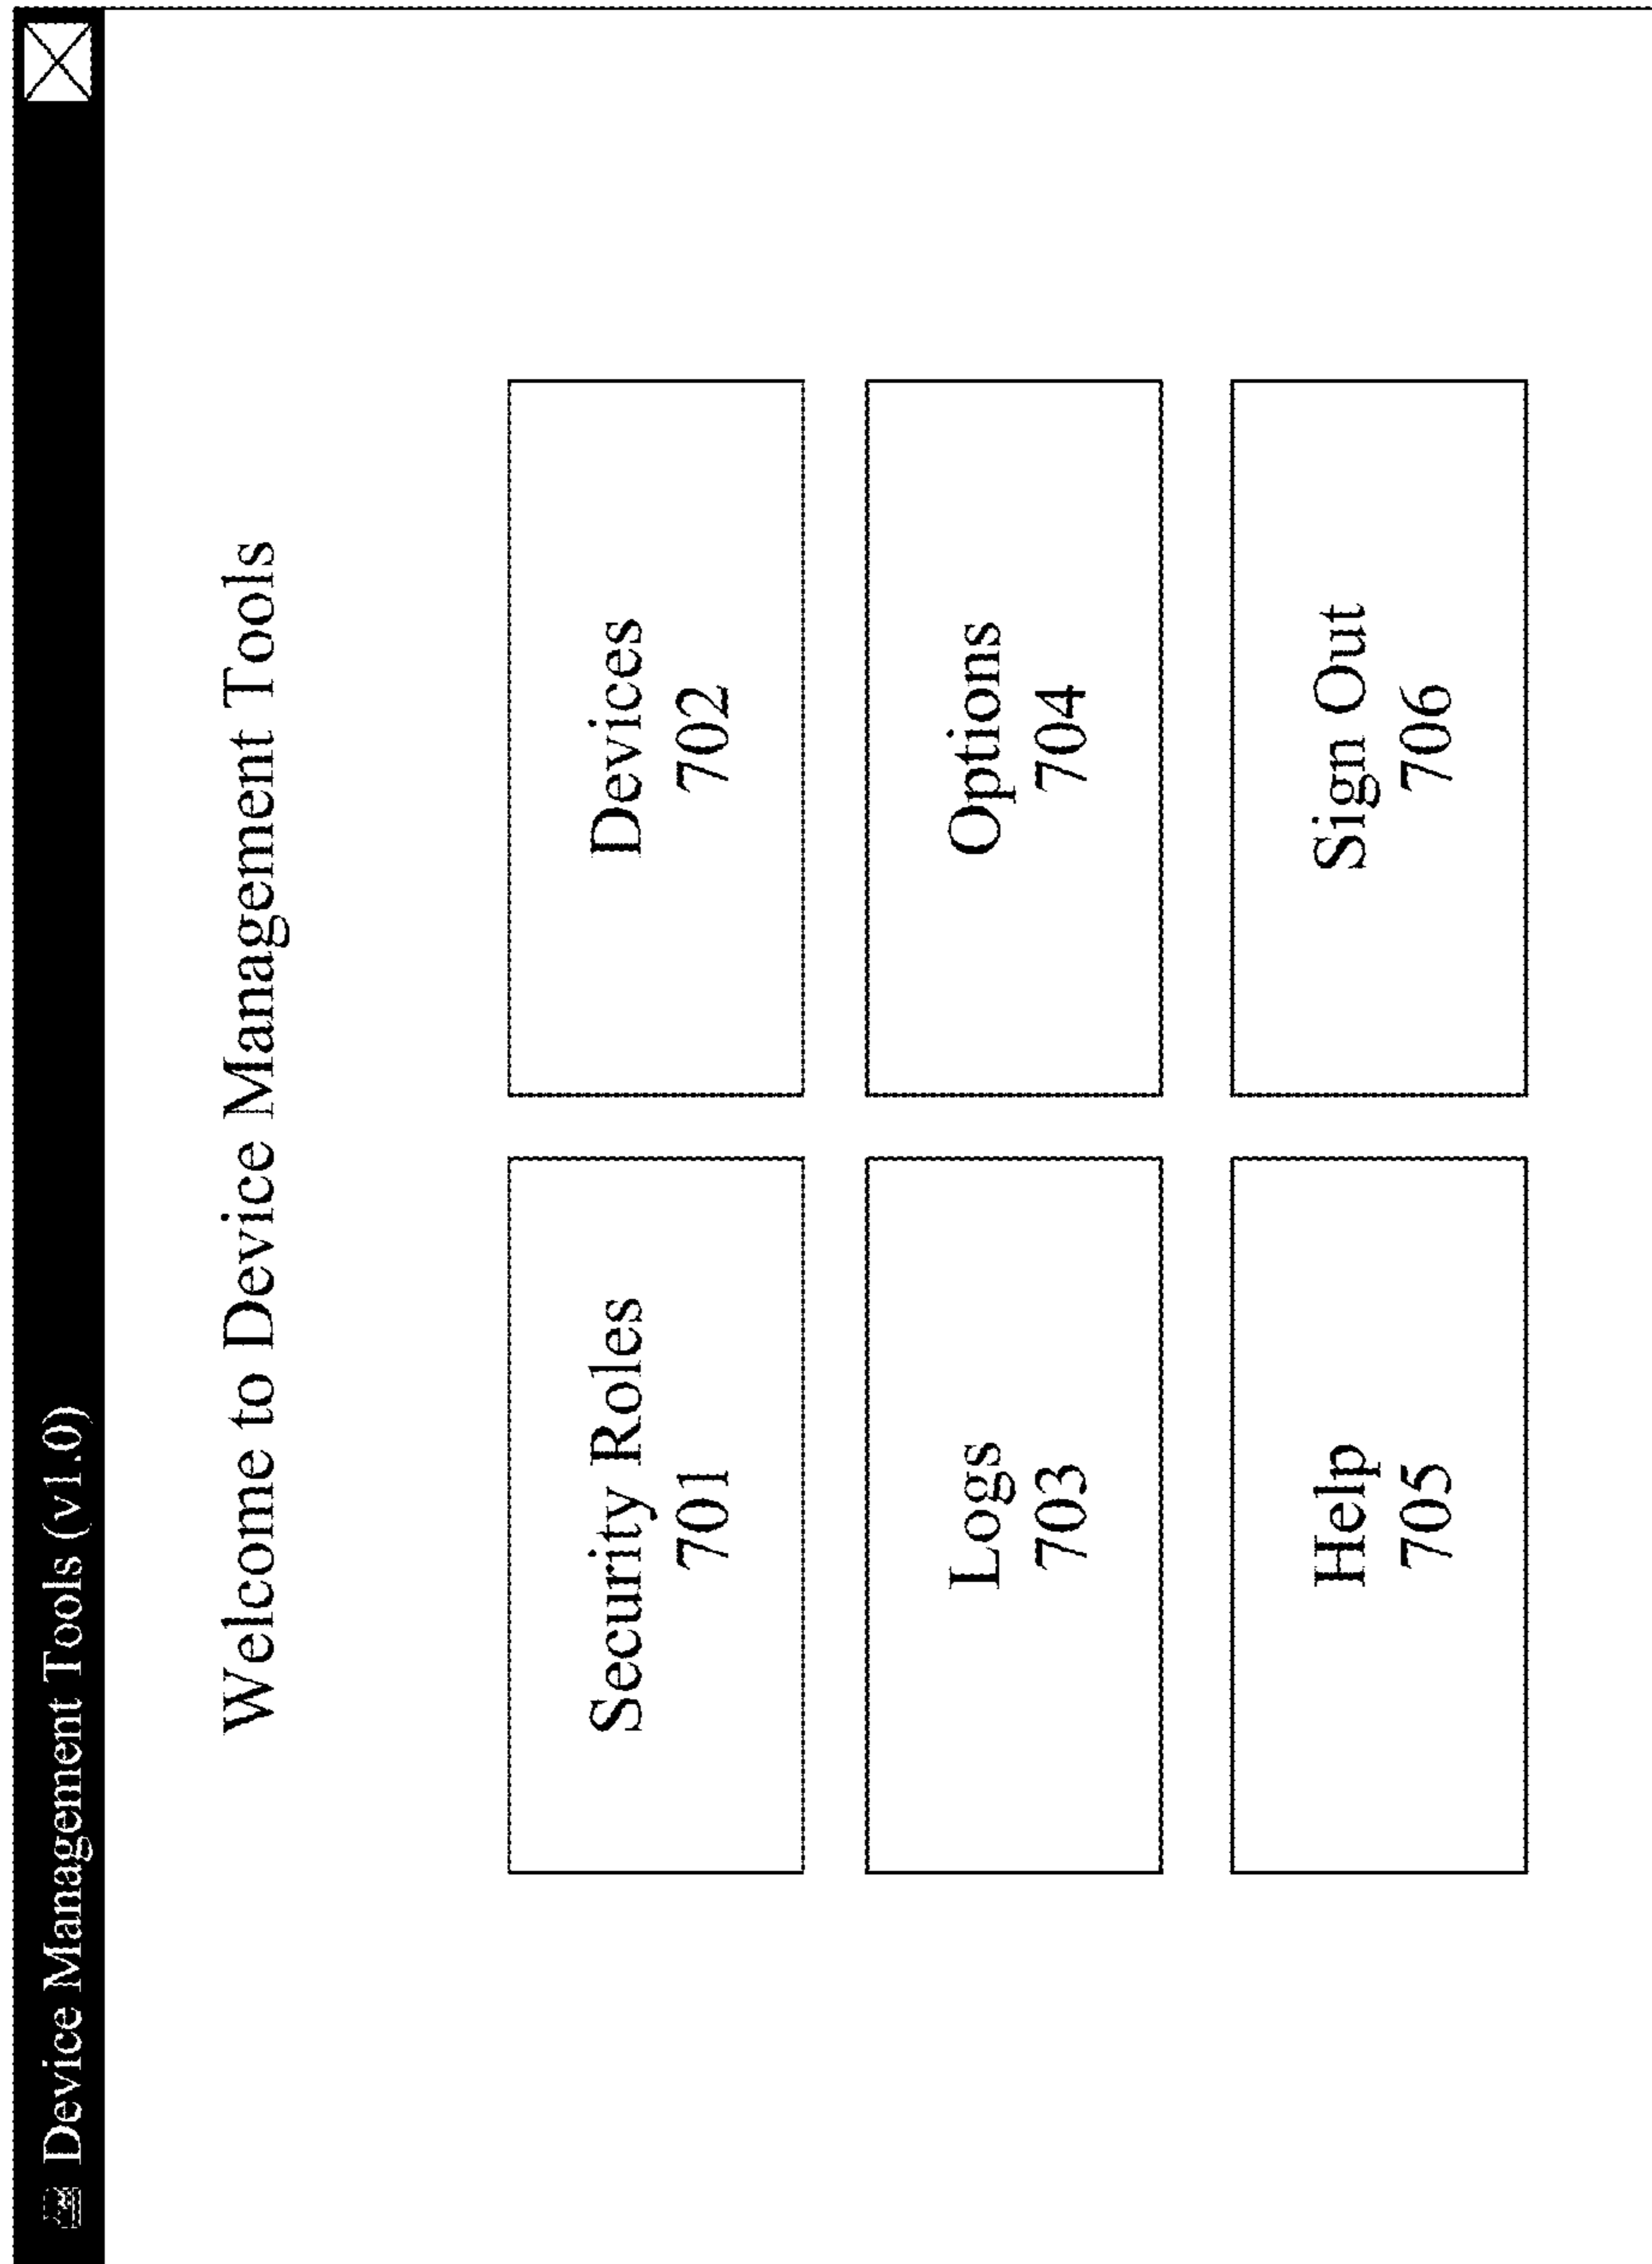 Device Management Tools (v1.0)
Welcome to Device Management Tools
Security Roles
701
Devices
702
Logs
703
Options
704
Help
705
Sign Out
706